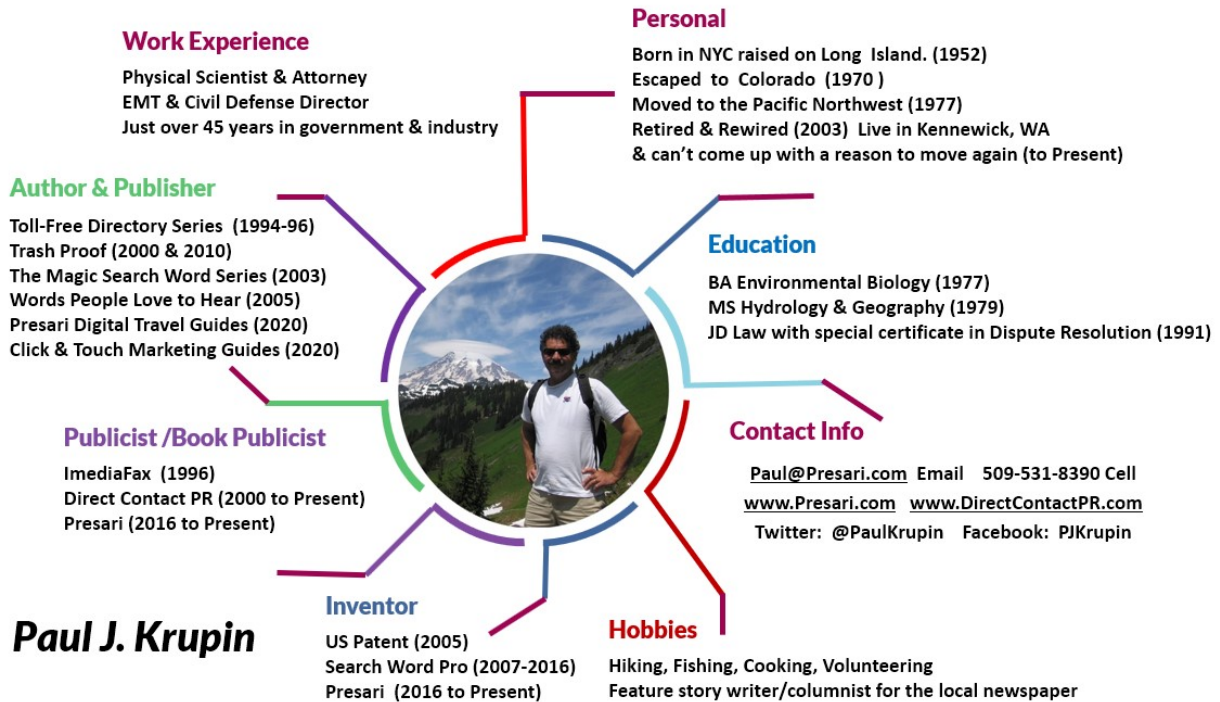 Work Experience
Physical Scientist & Attorney
EMT & Civil Defense Director
Just over 45 years in government & industry
Personal
Born in NYC raised on Long Island. (1952)
Escaped to Colorado (1970 )
Moved to the Pacific Northwest (1977)
Retired & Rewired (2003) Live in Kennewick, WA
& can't come up with a reason to move again (to Present)
Author & Publisher
Toll-Free Directory Series (1994-96)
Trash Proof (2000 & 2010)
The Magic Search Word Series (2003)
Words People Love to Hear (2005)
Presari Digital Travel Guides (2020)
Click & Touch Marketing Guides (2020)
Education
BA Environmental Biology (1977)
MS Hydrology & Geography (1979)
JD Law with special certificate in Dispute Resolution (1991)
Publicist /Book Publicist
ImediaFax (1996)
Direct Contact PR (2000 to Present)
Presari (2016 to Present)
Contact Info
Paul@Presari.com Email 509-531-8390 Cell
www.Presari.com www.DirectContactPR.com
Twitter: @PaulKrupin Facebook: PJKrupin
Paul J. Krupin
Inventor
US Patent (2005)
Search Word Pro (2007-2016)
Presari (2016 to Present)
Hobbies
Hiking, Fishing, Cooking, Volunteering
Feature story writer/columnist for the local newspaper